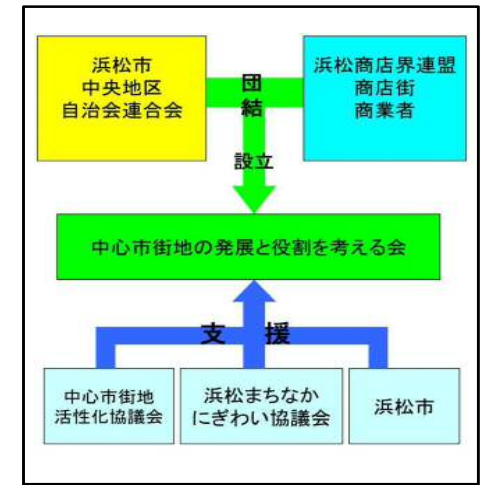 浜松市
中央地区
自治会連合会
団結
浜松商店界連盟
商店街
商業者
設立
中心市街地の発展と役割を考える会
支援
中心市街地
活性化協議会
浜松まちなか
にぎわい協議会
浜松市